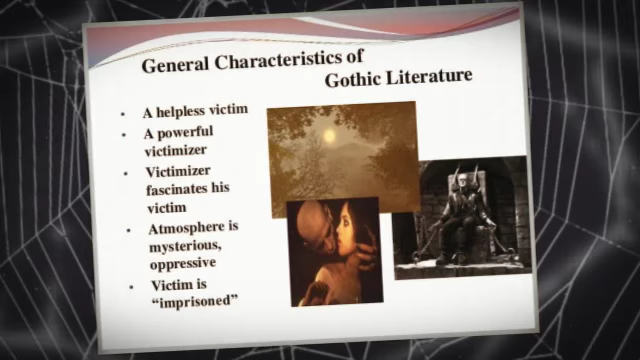 General Characteristics of
Gothic Literature
• A helpless victim
• A powerful
victimizer
• Victimizer
fascinates his
victim
• Atmosphere is
mysterious,
oppressive
• Victim is
“imprisoned”